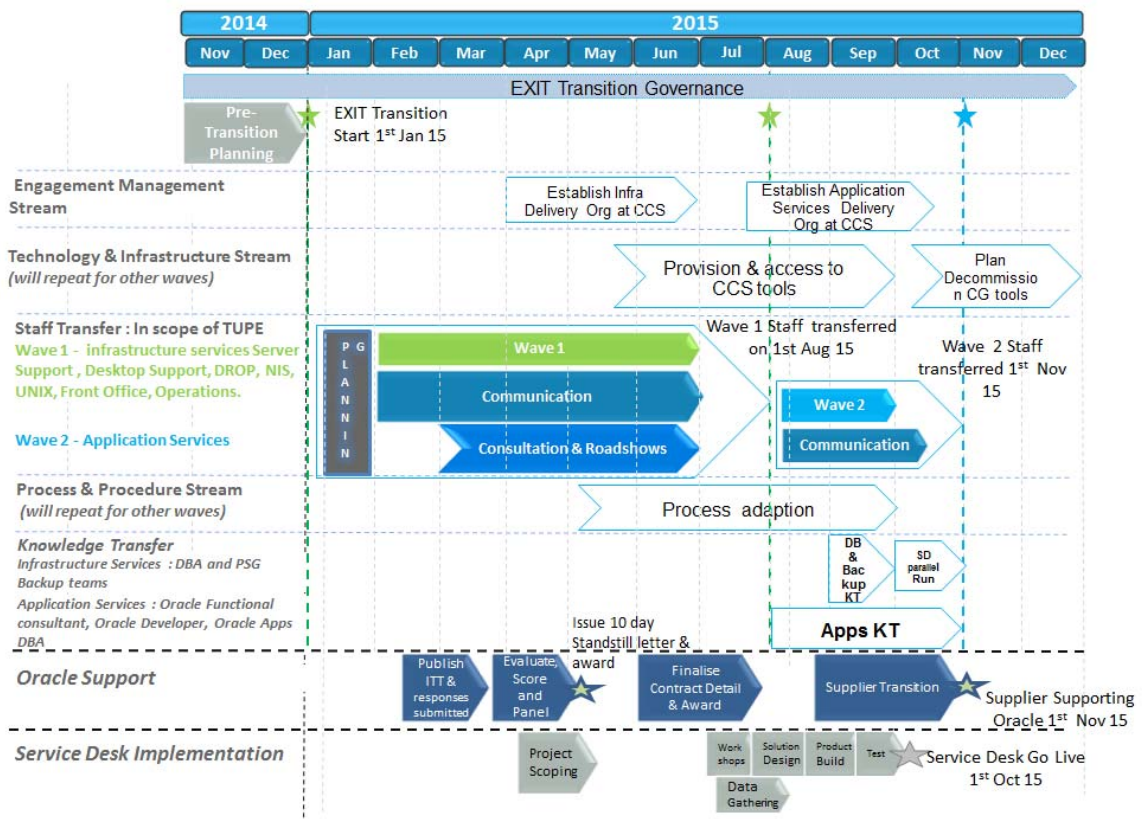 2014
2015
Nov
Dec
Jan
Feb
Mar
Apr
May
Jun
Jul
Aug
Sep
Oct
Nov
Dec
EXIT Transition Governance
Pre-
Transition
Planning
EXIT Transition
Start 1st Jan 15
Engagement Management
Stream
Establish Infra
Delivery Org at CCS
Establish Application
Services Delivery
Org at CCS
Technology & Infrastructure Stream
(will repeat for other waves)
Provision & access to
CCS tools
Plan
Decommissio
n CG tools
Staff Transfer : In scope of TUPE
Wave 1 - infrastructure services Server
Support , Desktop Support, DROP, NIS,
UNIX, Front Office, Operations.
Wave 2 - Application Services
P G
L
A
N
N
I
N
Wave 1
Communication
Consultation & Roadshows
Wave 1 Staff transferred
on 1st Aug 15
Wave 2
Communication
Wave 2 Staff
transferred 1st Nov
15
Process & Procedure Stream
(will repeat for other waves)
Process adaption
Knowledge Transfer
Infrastructure Services : DBA and PSG
Backup teams
Application Services : Oracle Functional
consultant, Oracle Developer, Oracle Apps
DBA
DB
&
Bac
kup
KT
SD
parallel
Run
Apps KT
Issue 10 day
Standstill letter &
award
Oracle Support
Publish
ITT &
responses
submitted
Evaluate,
Score
and
Panel
Finalise
Contract Detail
& Award
Supplier Transition
Supplier Supporting
Oracle 1st Nov 15
Service Desk Implementation
Project
Scoping
Work
shops
Solution
Design
Product
Build
Test
Data
Gathering
Service Desk Go Live
1st Oct 15